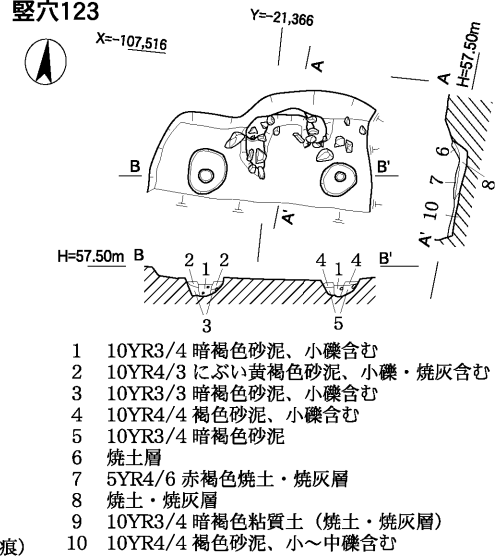 竪穴123
Y=-21,366
X=-107,516
A
A
H=57.50m
6
7
8
10
A'
B
B'
A'
H=57.50m
B
B'
2 1 2
4 1 4
3
5
1 10YR3/4 暗褐色砂泥、小礫含む
2 10YR4/3 にぶい黄褐色砂泥、小礫・焼灰含む
3 10YR3/3 暗褐色砂泥、小礫含む
4 10YR4/4 褐色砂泥、小礫含む
5 10YR3/4 暗褐色砂泥
6 焼土層
7 5YR4/6 赤褐色焼土・焼灰層
8 焼土・焼灰層
9 10YR3/4 暗褐色粘質土（焼土・焼灰層）
痕） 10 10YR4/4 褐色砂泥、小～中礫含む